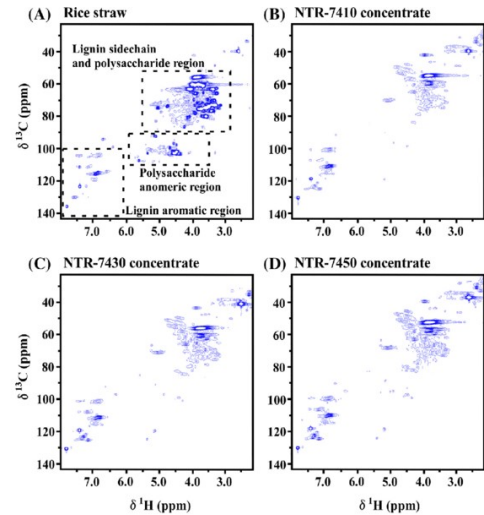 (A) Rice straw
(B) NTR-7410 concentrate
Lignin sidechain
and polysaccharide region
Polysaccharide
anomeric region
Lignin aromatic region
δ ¹³C (ppm)
40
60
80
100
120
140
7.0 6.0 5.0 4.0 3.0
δ ¹³C (ppm)
40
60
80
100
120
140
7.0 6.0 5.0 4.0 3.0
(C) NTR-7430 concentrate
(D) NTR-7450 concentrate
δ ¹³C (ppm)
40
60
80
100
120
140
7.0 6.0 5.0 4.0 3.0
δ ¹H (ppm)
δ ¹³C (ppm)
40
60
80
100
120
140
7.0 6.0 5.0 4.0 3.0
δ ¹H (ppm)